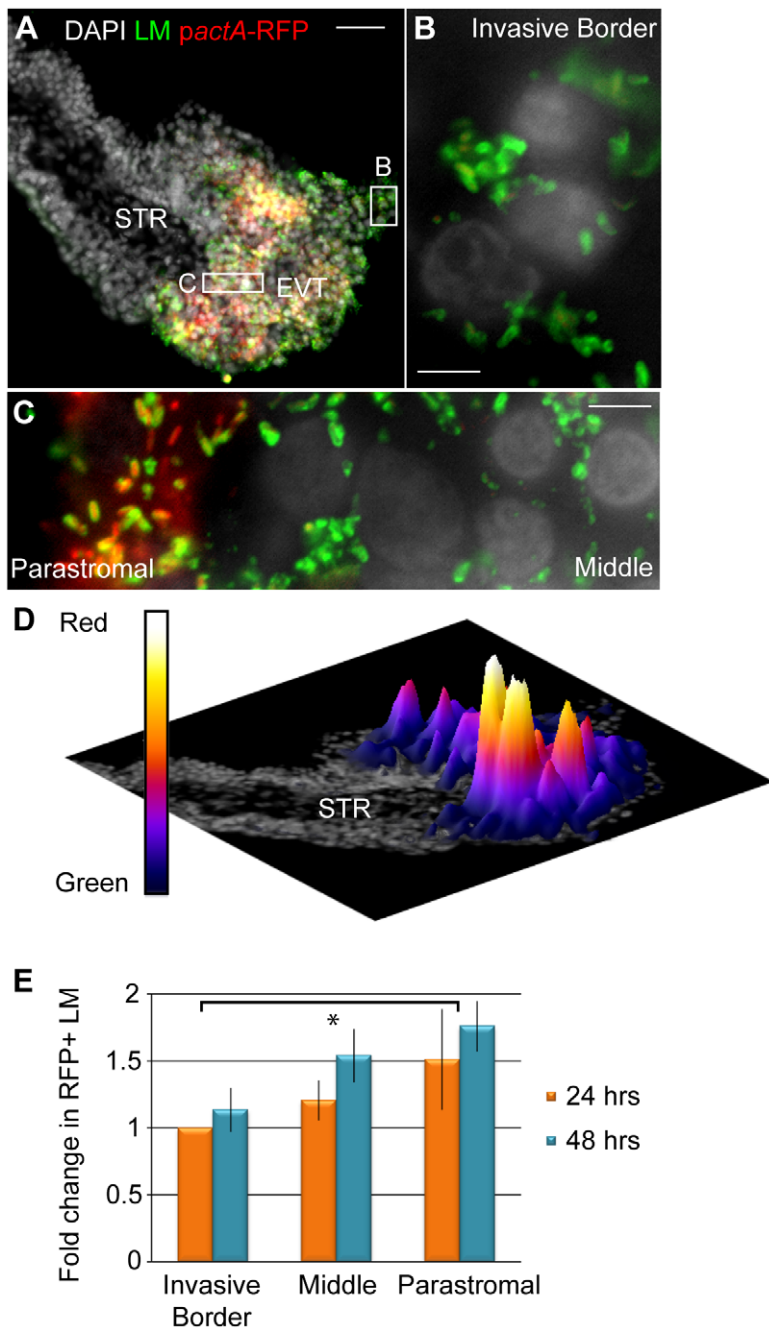 A DAPI LM pactA-RFP
B
STR
C
EVT
B Invasive Border
C
Parastromal
Middle
D
Red
Green
STR
E
Fold change in RFP+ LM
2
1.5
1
0.5
0
*
Invasive
Border
Middle
Parastromal
24 hrs
48 hrs